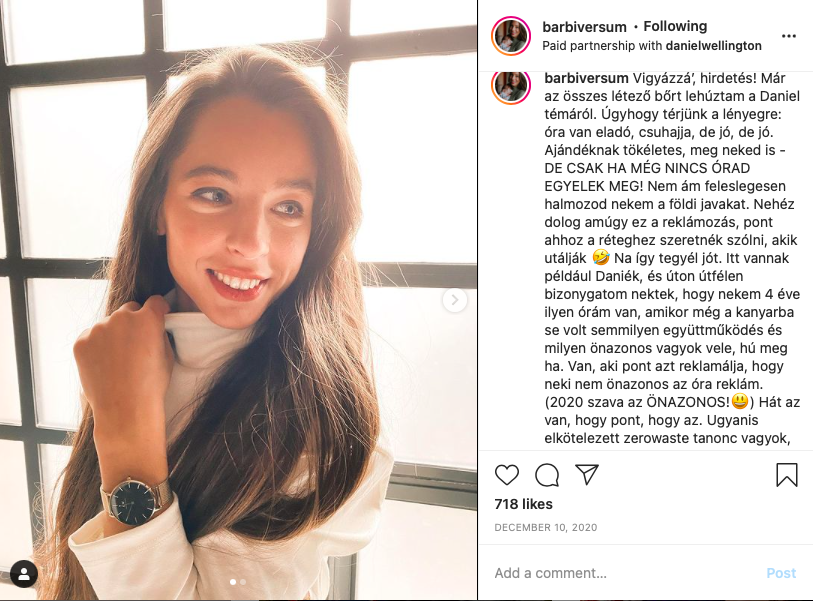 barbiversum • Following
Paid partnership with danielwellington
barbiversum Vigyázzá’, hirdetés! Már
az összes létező bőrt lehúztam a Daniel
témáról. Úgyhogy térjünk a lényegre:
óra van eladó, csuhajja, de jó, de jó.
Ajándéknak tökéletes, meg neked is -
DE CSAK HA MÉG NINCS ÓRAD
EGYELEK MEG! Nem ám feleslegesen
halmozod nekem a földi javakat. Nehéz
dolog amúgy ez a reklámozás, pont
ahhoz a réteghez szeretnék szólni, akik
utálják 🤣 Na így tegyél jót. Itt vannak
például Daniék, és úton útfélen
bizonygatom nektek, hogy nekem 4 éve
ilyen órám van, amikor még a kanyarba
se volt semmilyen együttműködés és
milyen önazonos vagyok vele, hú meg
ha. Van, aki pont azt reklamálja, hogy
neki nem önazonos az óra reklám.
(2020 szava az ÖNAZONOS!😃) Hát az
van, hogy pont, hogy az. Ugyanis
elkötelezett zerowaste tanonc vagyok,
718 likes
DECEMBER 10, 2020
Add a comment...
Post